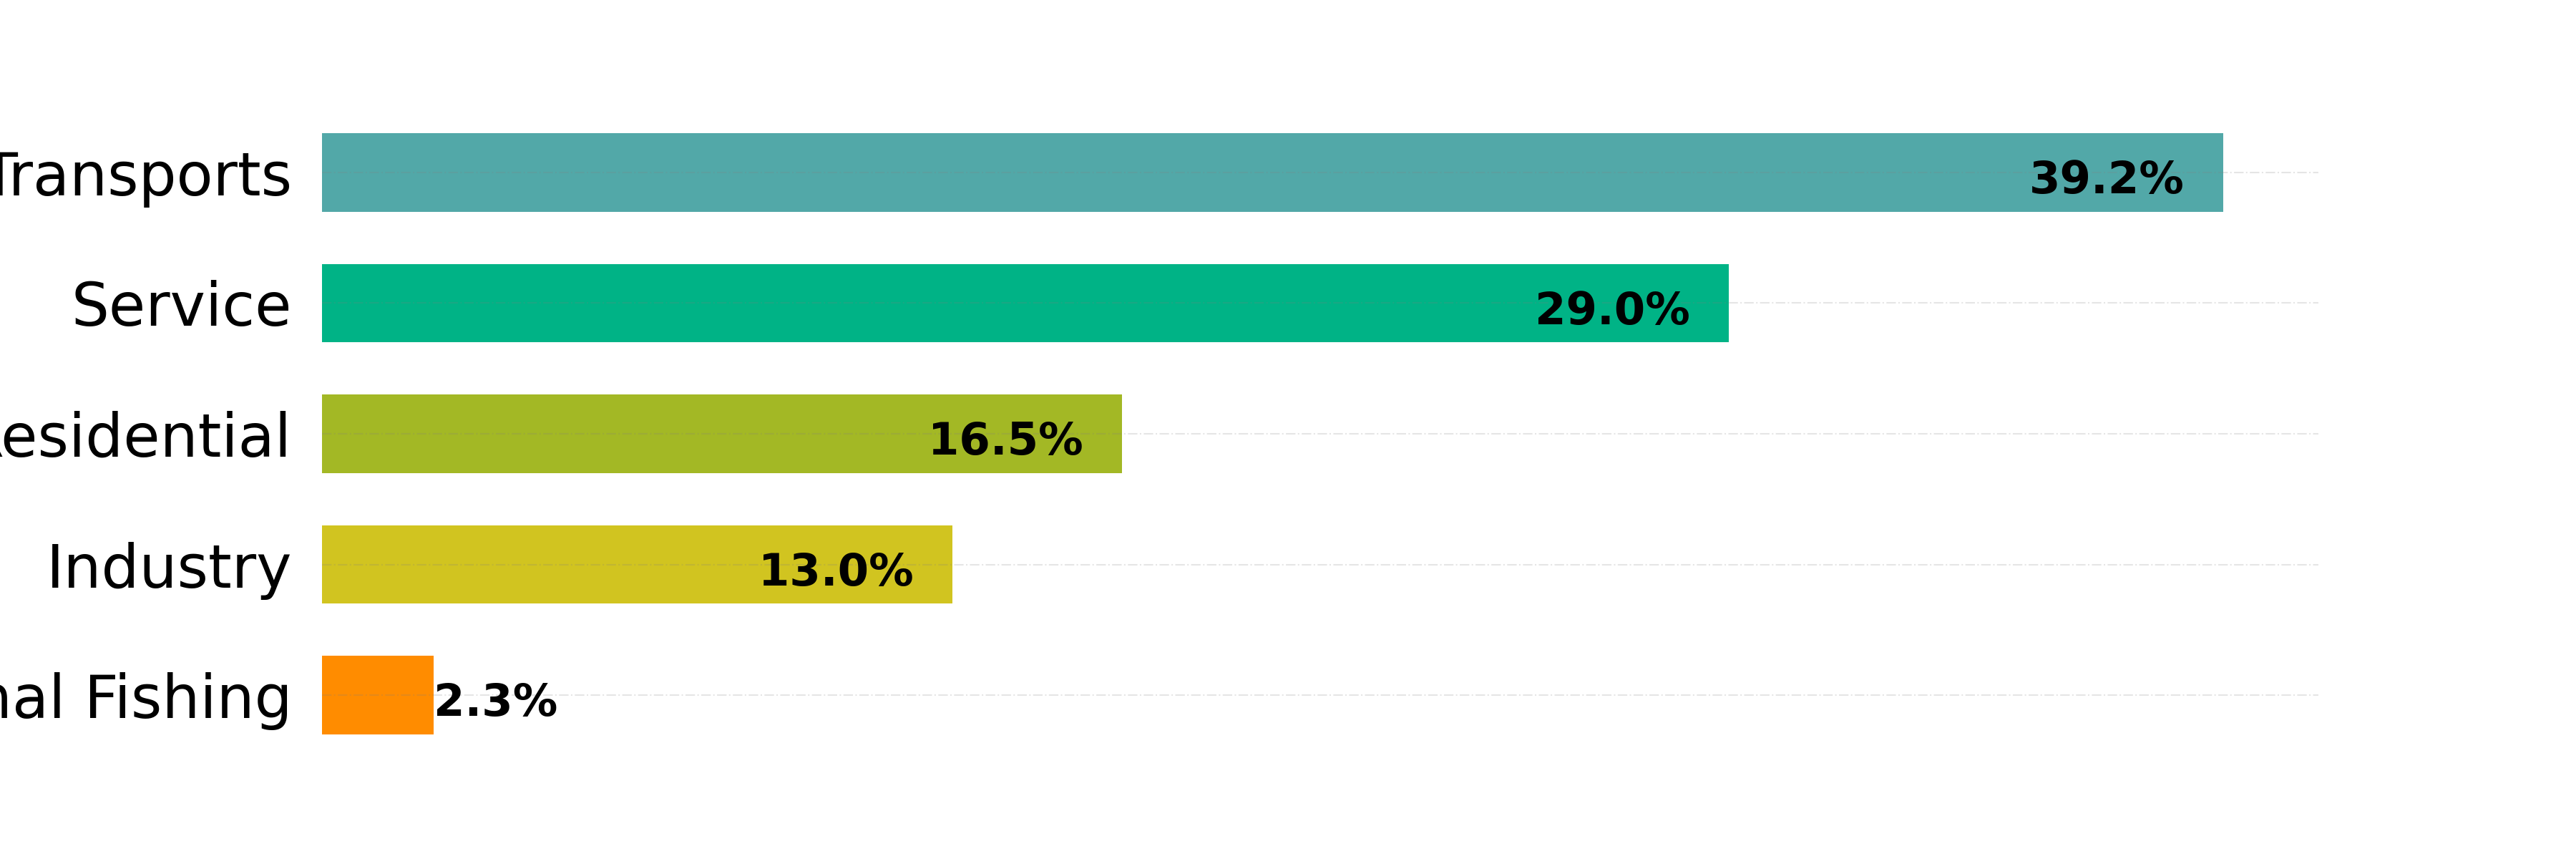 Transports 39.2%
Service 29.0%
esidential 16.5%
Industry 13.0%
nal Fishing 2.3%